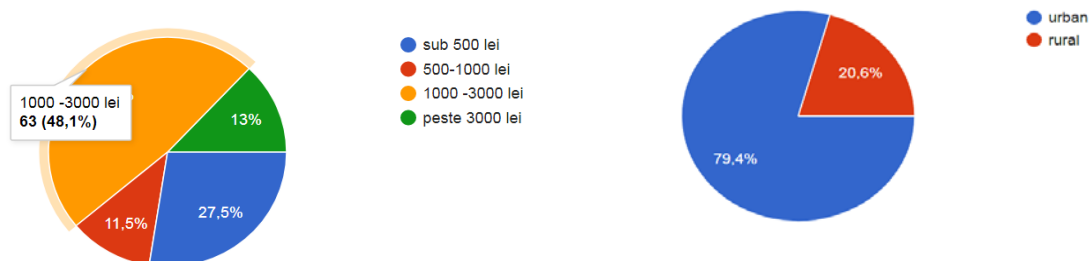 sub 500 lei
500-1000 lei
1000 -3000 lei
peste 3000 lei
1000 -3000 lei
63 (48,1%)
13%
11,5%
27,5%
urban
rural
20,6%
79,4%